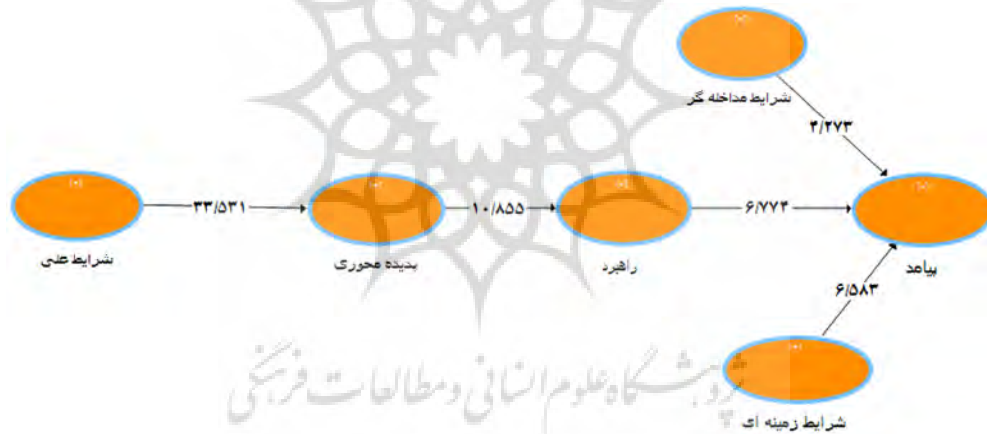 شرایط مداخله گر
۴/۲۷۳
۳۳/۵۳۱
۱۰/۸۵۵
۶/۷۷۴
شرایط علی
پدیده محوری
راهبرد
پیامد
۶/۵۸۳
شرایط زمینه ای
پژوهشگاه علوم انسانی و مطالعات فرهنگی